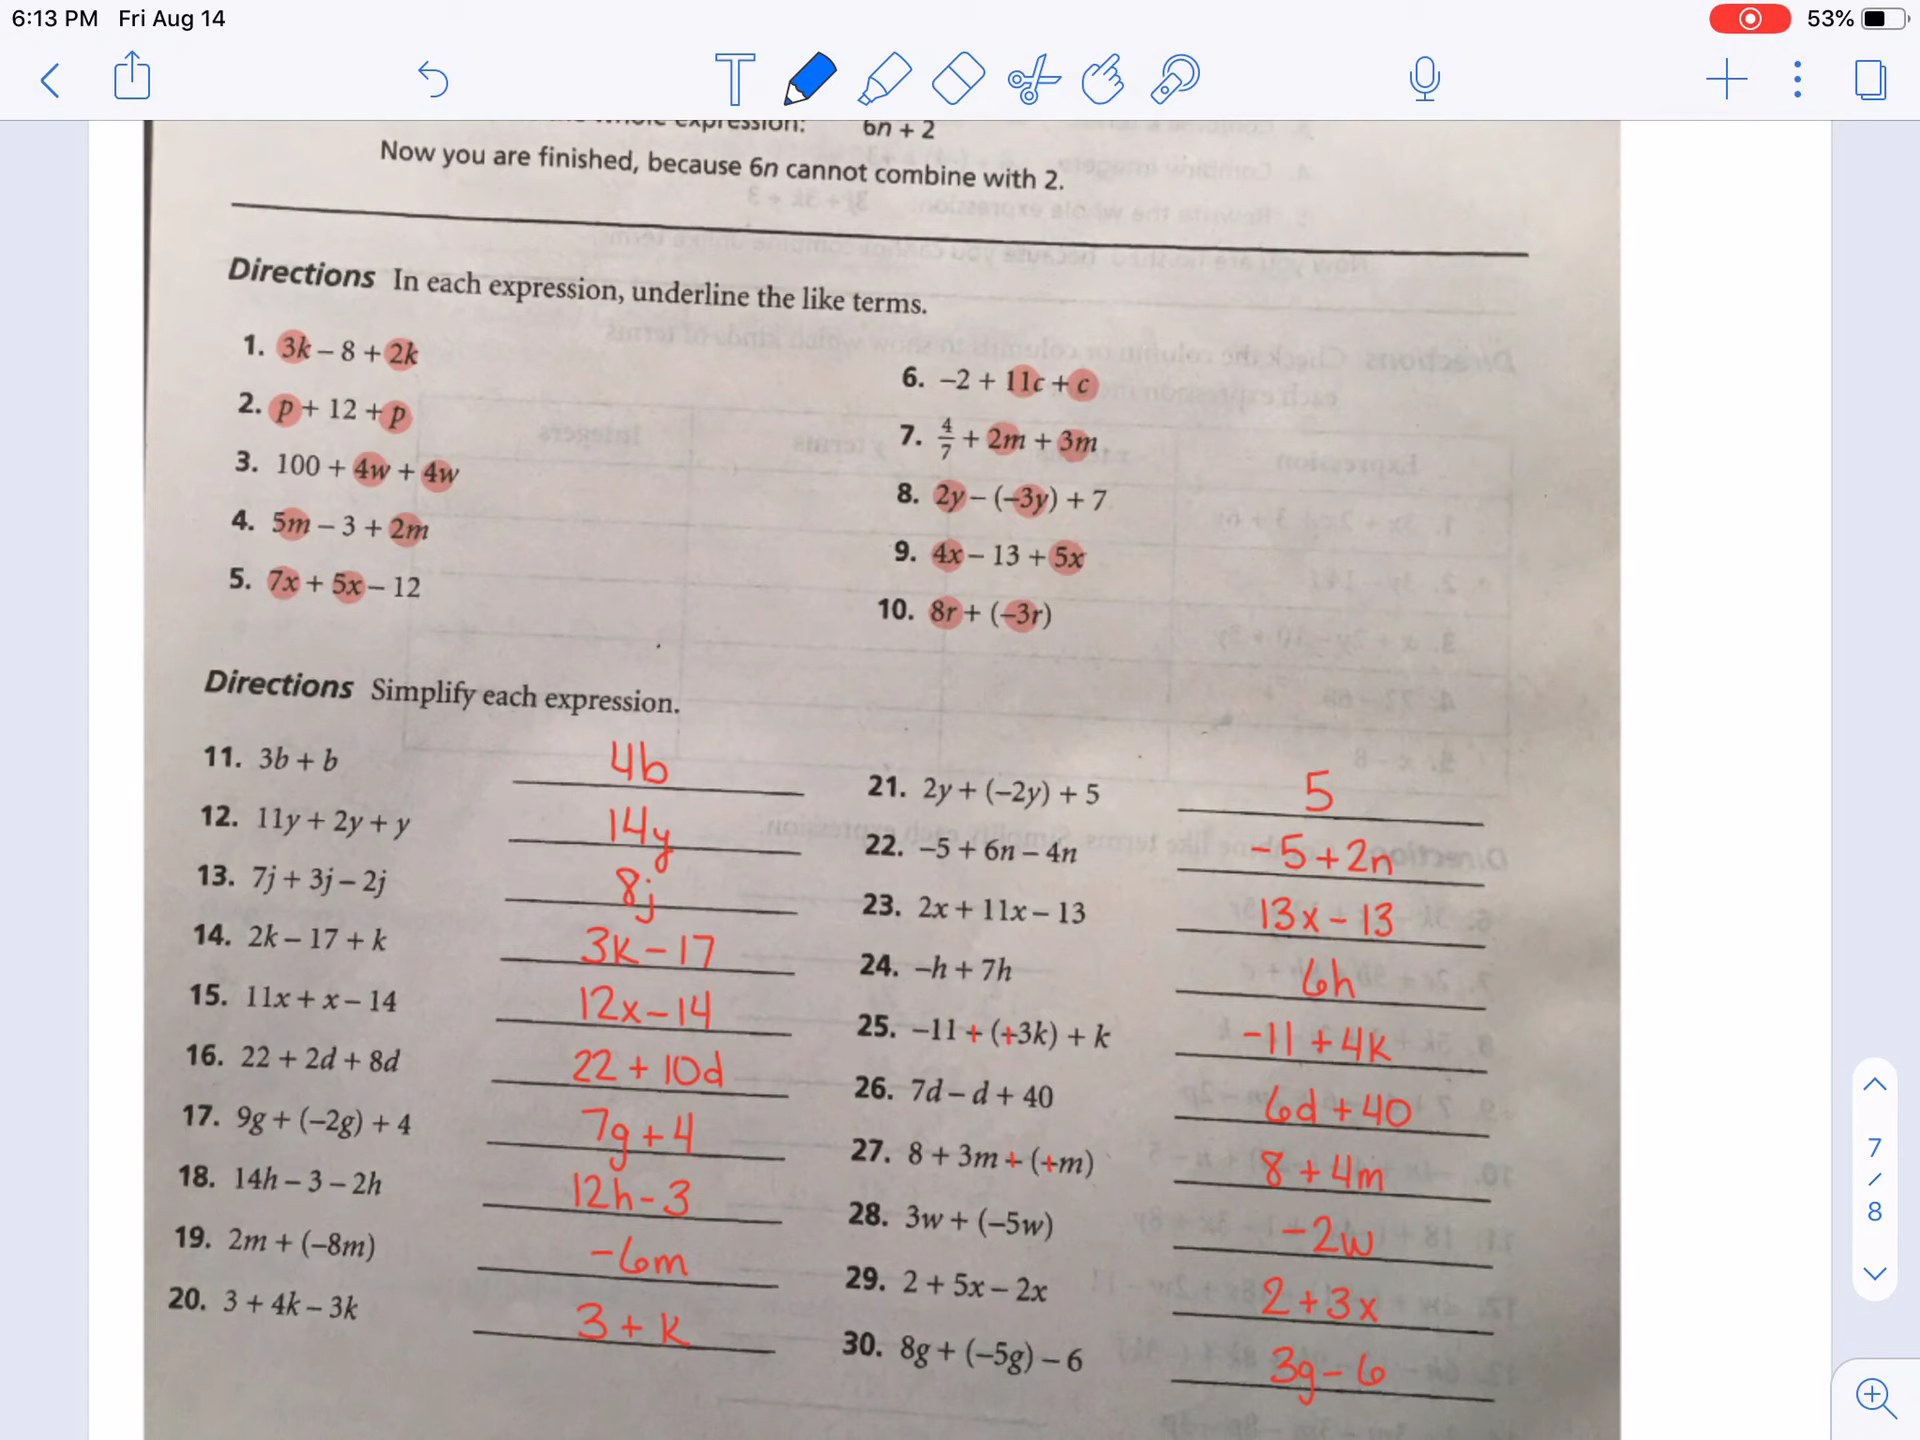 6:13 PM Fri Aug 14
53%
expression: 6n + 2
Now you are finished, because 6n cannot combine with 2.
Directions In each expression, underline the like terms.
1. 3k – 8 + 2k
2. p + 12 + p
3. 100 + 4w + 4w
4. 5m – 3 + 2m
5. 7x + 5x – 12
6. –2 + 11c + c
7. 4/7 + 2m + 3m
8. 2y – (–3y) + 7
9. 4x – 13 + 5x
10. 8r + (–3r)
Directions Simplify each expression.
11. 3b + b 4b
12. 11y + 2y + y 14y
13. 7j + 3j – 2j 8j
14. 2k – 17 + k 3k – 17
15. 11x + x – 14 12x – 14
16. 22 + 2d + 8d 22 + 10d
17. 9g + (–2g) + 4 7g + 4
18. 14h – 3 – 2h 12h – 3
19. 2m + (–8m) –6m
20. 3 + 4k – 3k 3 + k
21. 2y + (–2y) + 5 5
22. –5 + 6n – 4n –5 + 2n
23. 2x + 11x – 13 13x – 13
24. –h + 7h 6h
25. –11 + (+3k) + k –11 + 4k
26. 7d – d + 40 6d + 40
27. 8 + 3m + (+m) 8 + 4m
28. 3w + (–5w) –2w
29. 2 + 5x – 2x 2 + 3x
30. 8g + (–5g) – 6 3g – 6
7
/
8